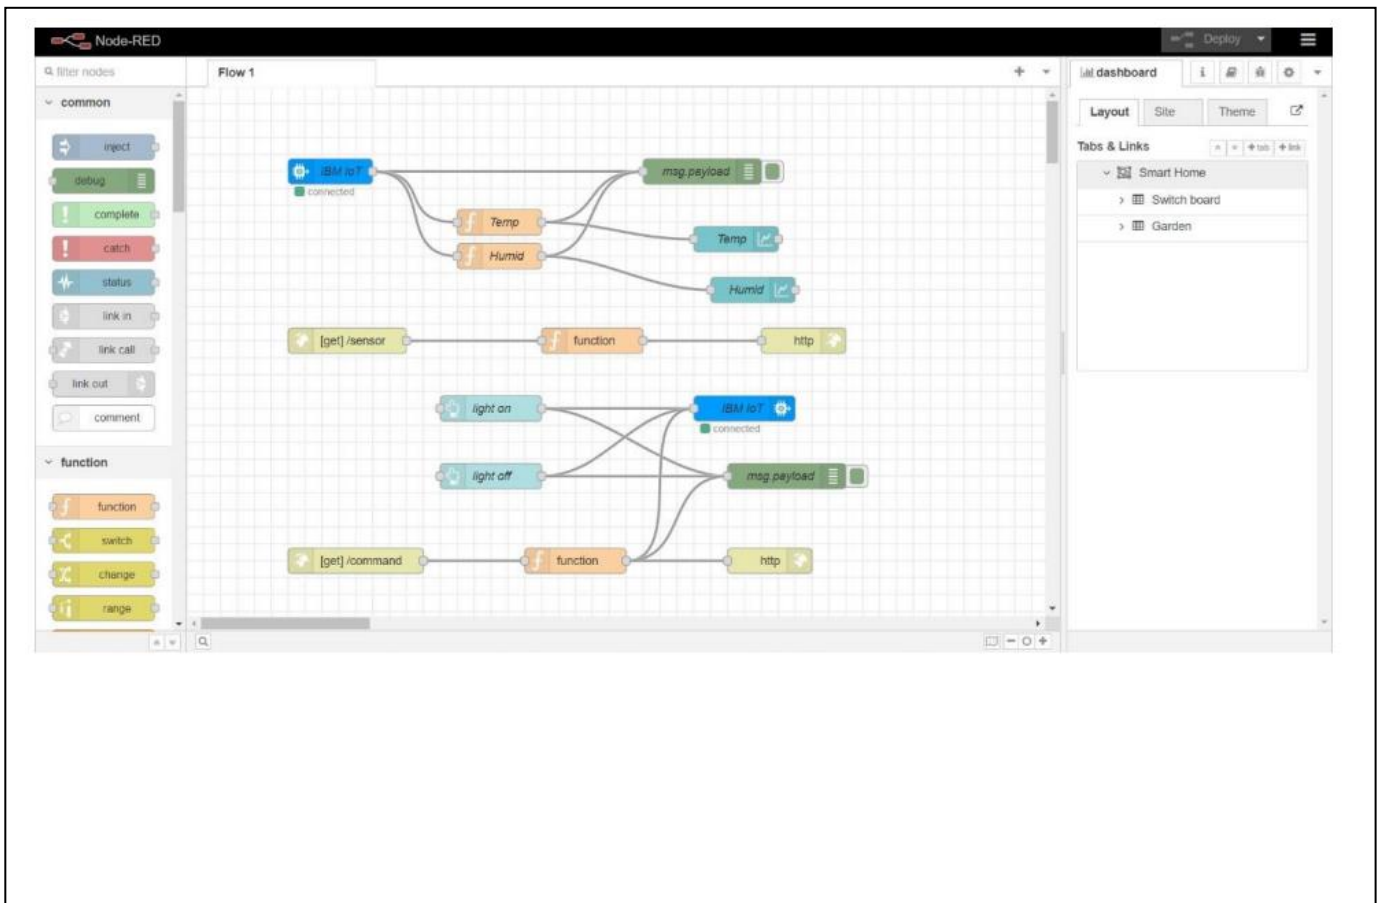 Node-RED
Deploy
filter nodes
Flow 1
dashboard
i
common
inject
debug
complete
catch
status
link in
link call
link out
comment
function
function
switch
change
range
IBM IoT
connected
msg.payload
Temp
Humid
Temp
Humid
[get] /sensor
function
http
light on
IBM IoT
connected
light off
msg.payload
[get] /command
function
http
Layout
Site
Theme
Tabs & Links
tab
link
Smart Home
Switch board
Garden